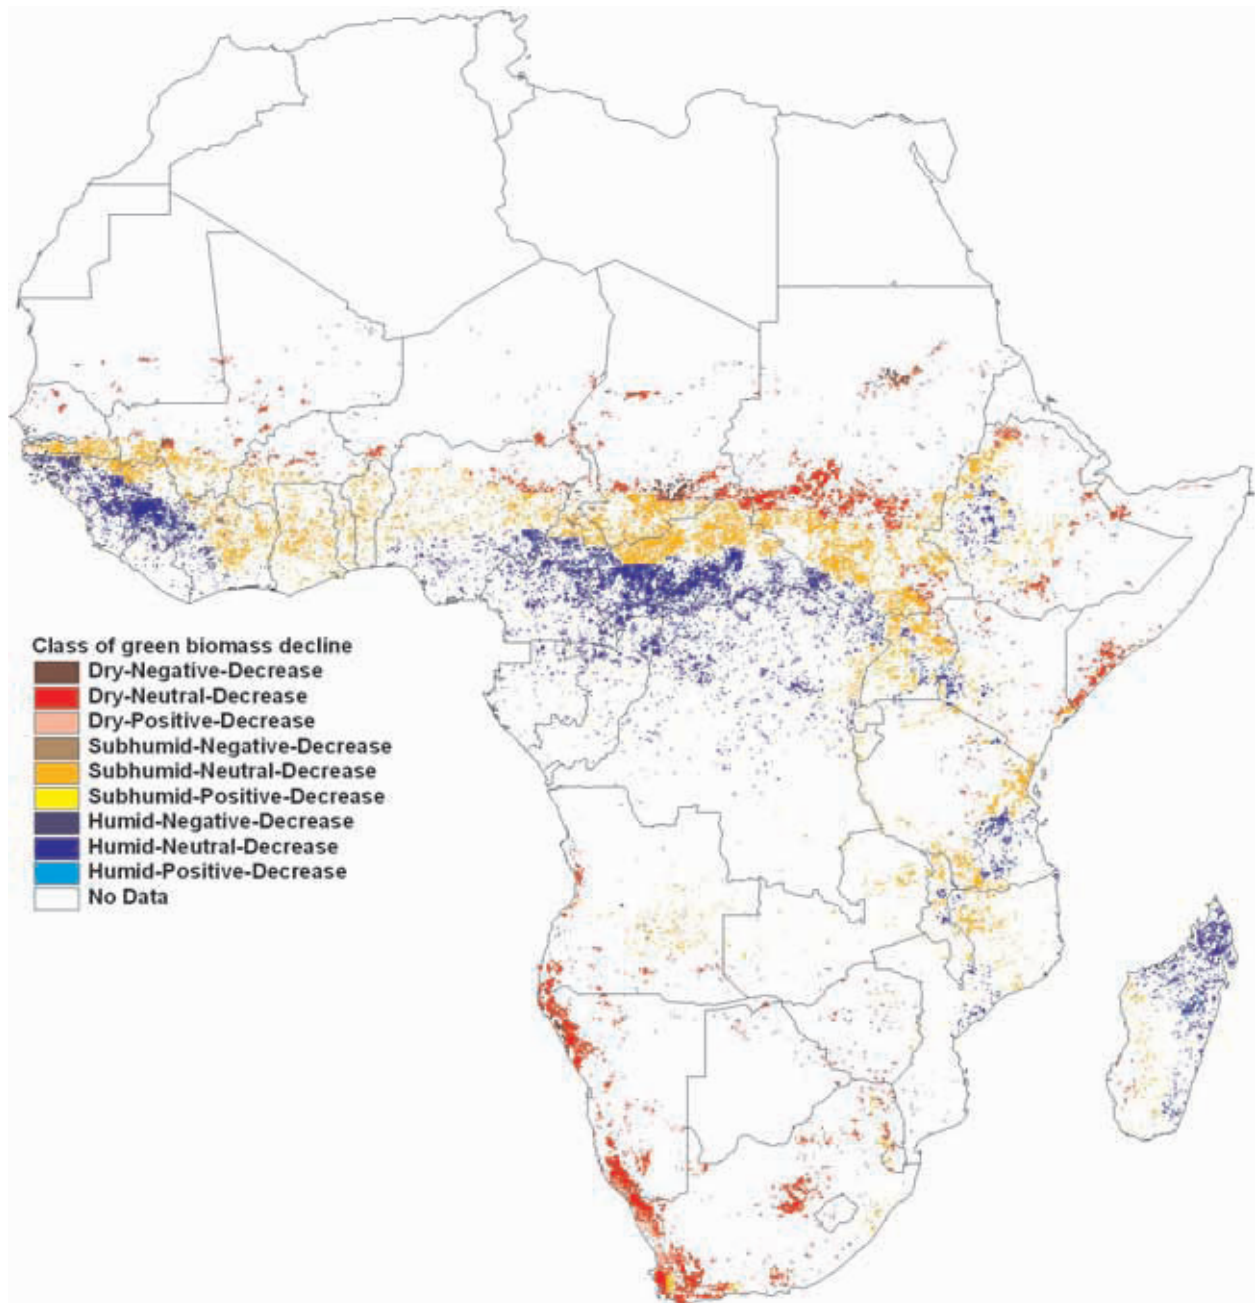 Class of green biomass decline
Dry-Negative-Decrease
Dry-Neutral-Decrease
Dry-Positive-Decrease
Subhumid-Negative-Decrease
Subhumid-Neutral-Decrease
Subhumid-Positive-Decrease
Humid-Negative-Decrease
Humid-Neutral-Decrease
Humid-Positive-Decrease
No Data